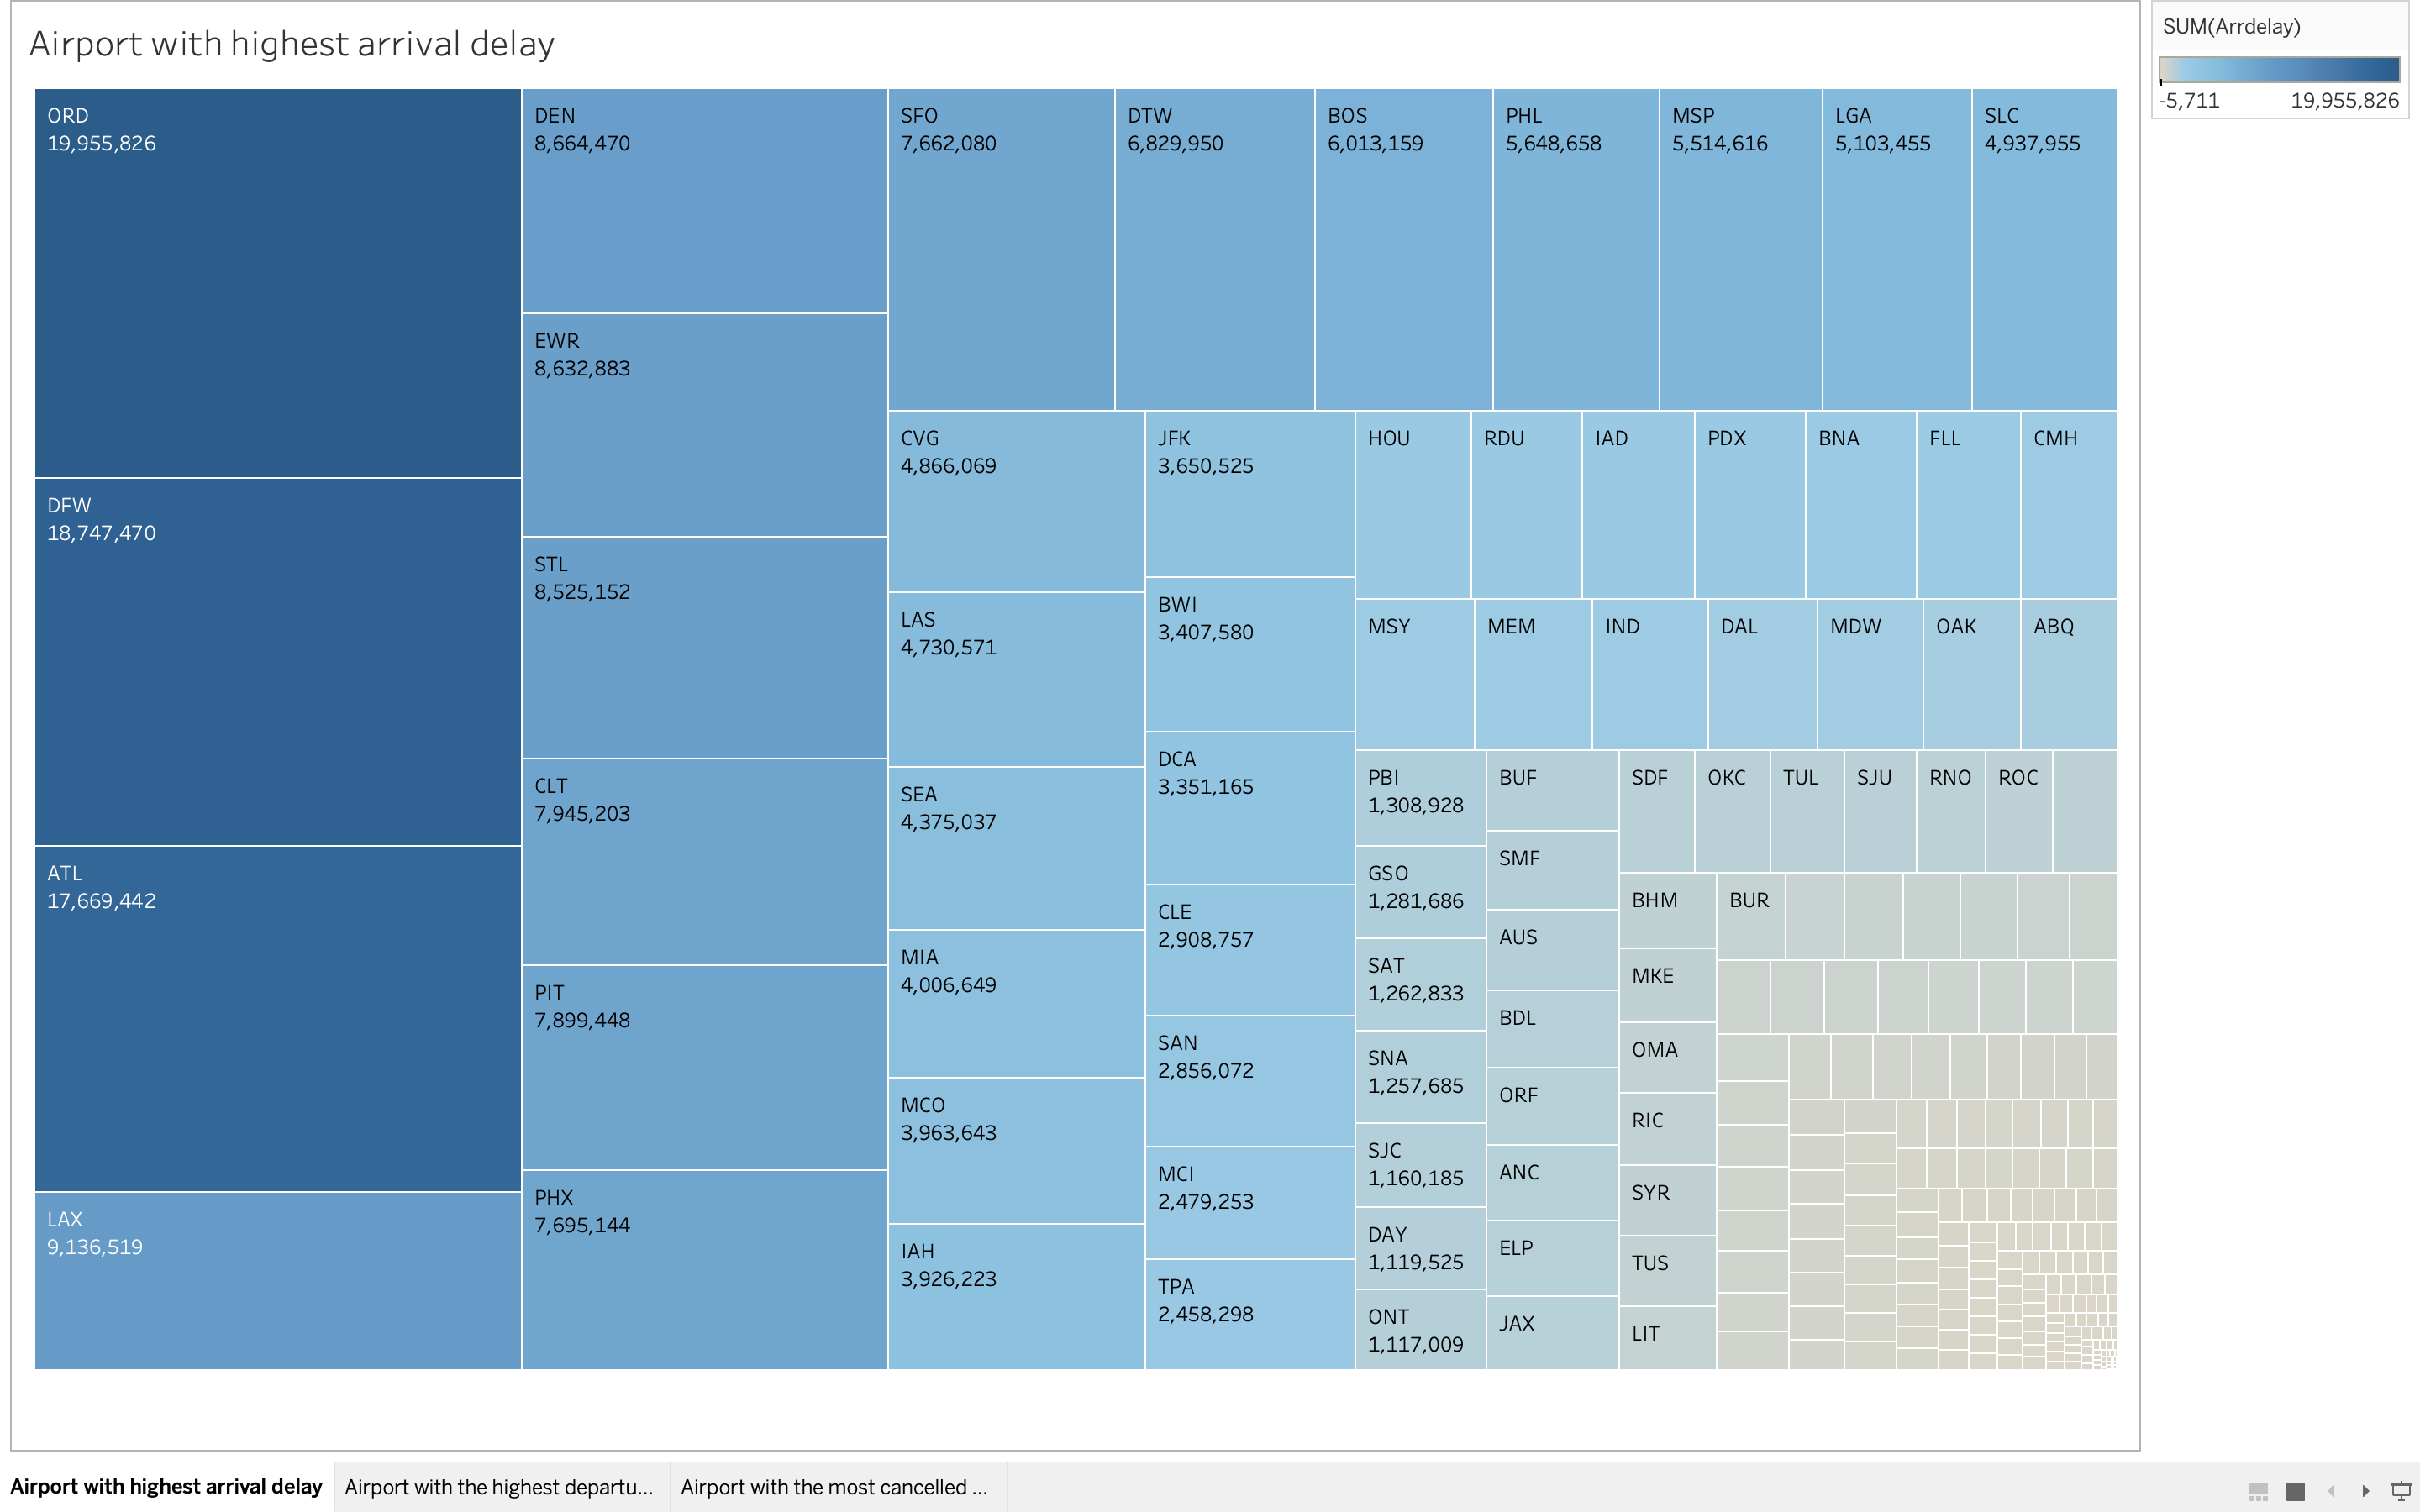 Airport with highest arrival delay
SUM(Arrdelay)
-5,711
19,955,826
ORD
19,955,826
DFW
18,747,470
ATL
17,669,442
LAX
9,136,519
DEN
8,664,470
EWR
8,632,883
STL
8,525,152
CLT
7,945,203
PIT
7,899,448
PHX
7,695,144
SFO
7,662,080
DTW
6,829,950
BOS
6,013,159
PHL
5,648,658
MSP
5,514,616
LGA
5,103,455
SLC
4,937,955
CVG
4,866,069
LAS
4,730,571
SEA
4,375,037
MIA
4,006,649
MCO
3,963,643
IAH
3,926,223
JFK
3,650,525
BWI
3,407,580
DCA
3,351,165
CLE
2,908,757
SAN
2,856,072
MCI
2,479,253
TPA
2,458,298
HOU
RDU
IAD
PDX
BNA
FLL
CMH
MSY
MEM
IND
DAL
MDW
OAK
ABQ
PBI
1,308,928
GSO
1,281,686
SAT
1,262,833
SNA
1,257,685
SJC
1,160,185
DAY
1,119,525
ONT
1,117,009
BUF
SMF
AUS
BDL
ORF
ANC
ELP
JAX
SDF
OKC
TUL
SJU
RNO
ROC
BHM
BUR
MKE
OMA
RIC
SYR
TUS
LIT
Airport with highest arrival delay
Airport with the highest departu...
Airport with the most cancelled ...